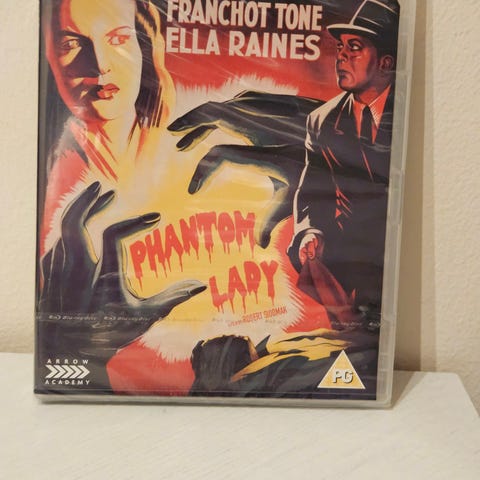 FRANCHOT TONE
ELLA RAINES
PHANTOM
LADY
ROBERT SIODMAK
ARROW
ACADEMY
PG